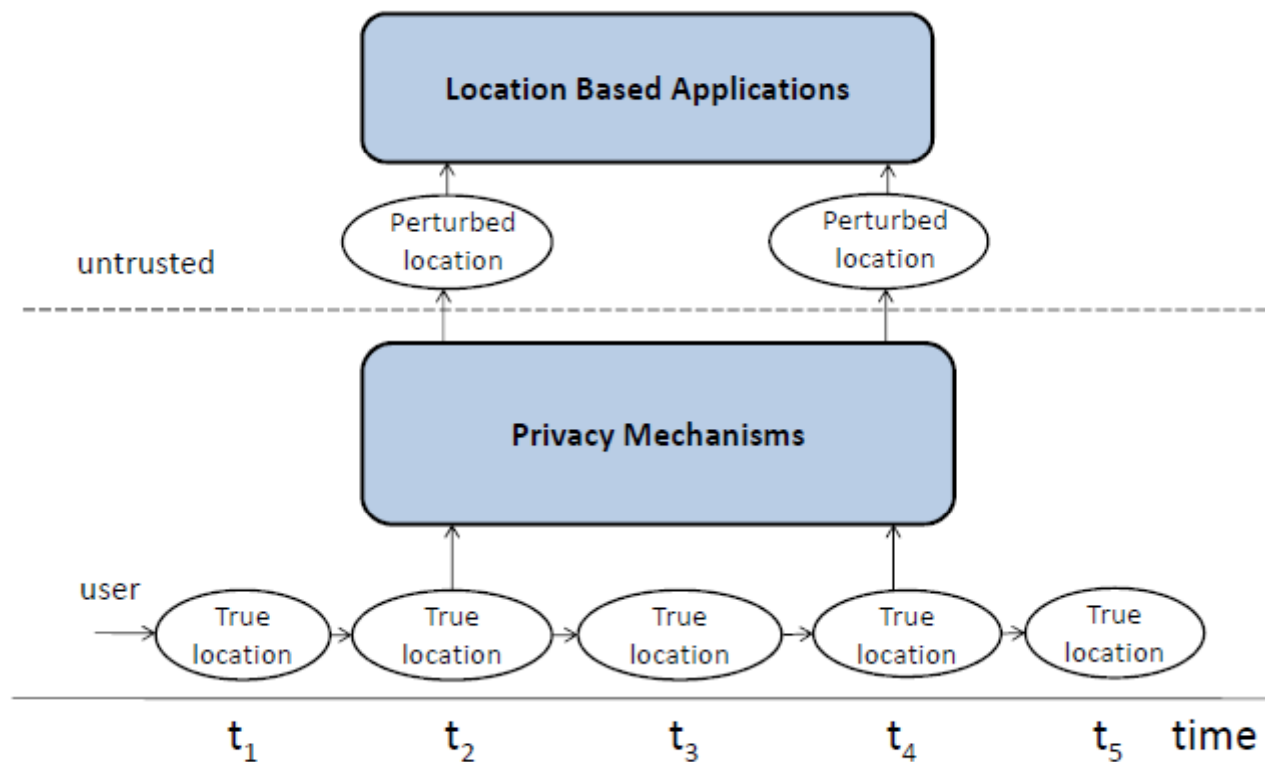 Location Based Applications
Perturbed
location
Perturbed
location
untrusted
Privacy Mechanisms
user
True
location
True
location
True
location
True
location
True
location
t₁ t₂ t₃ t₄ t₅ time